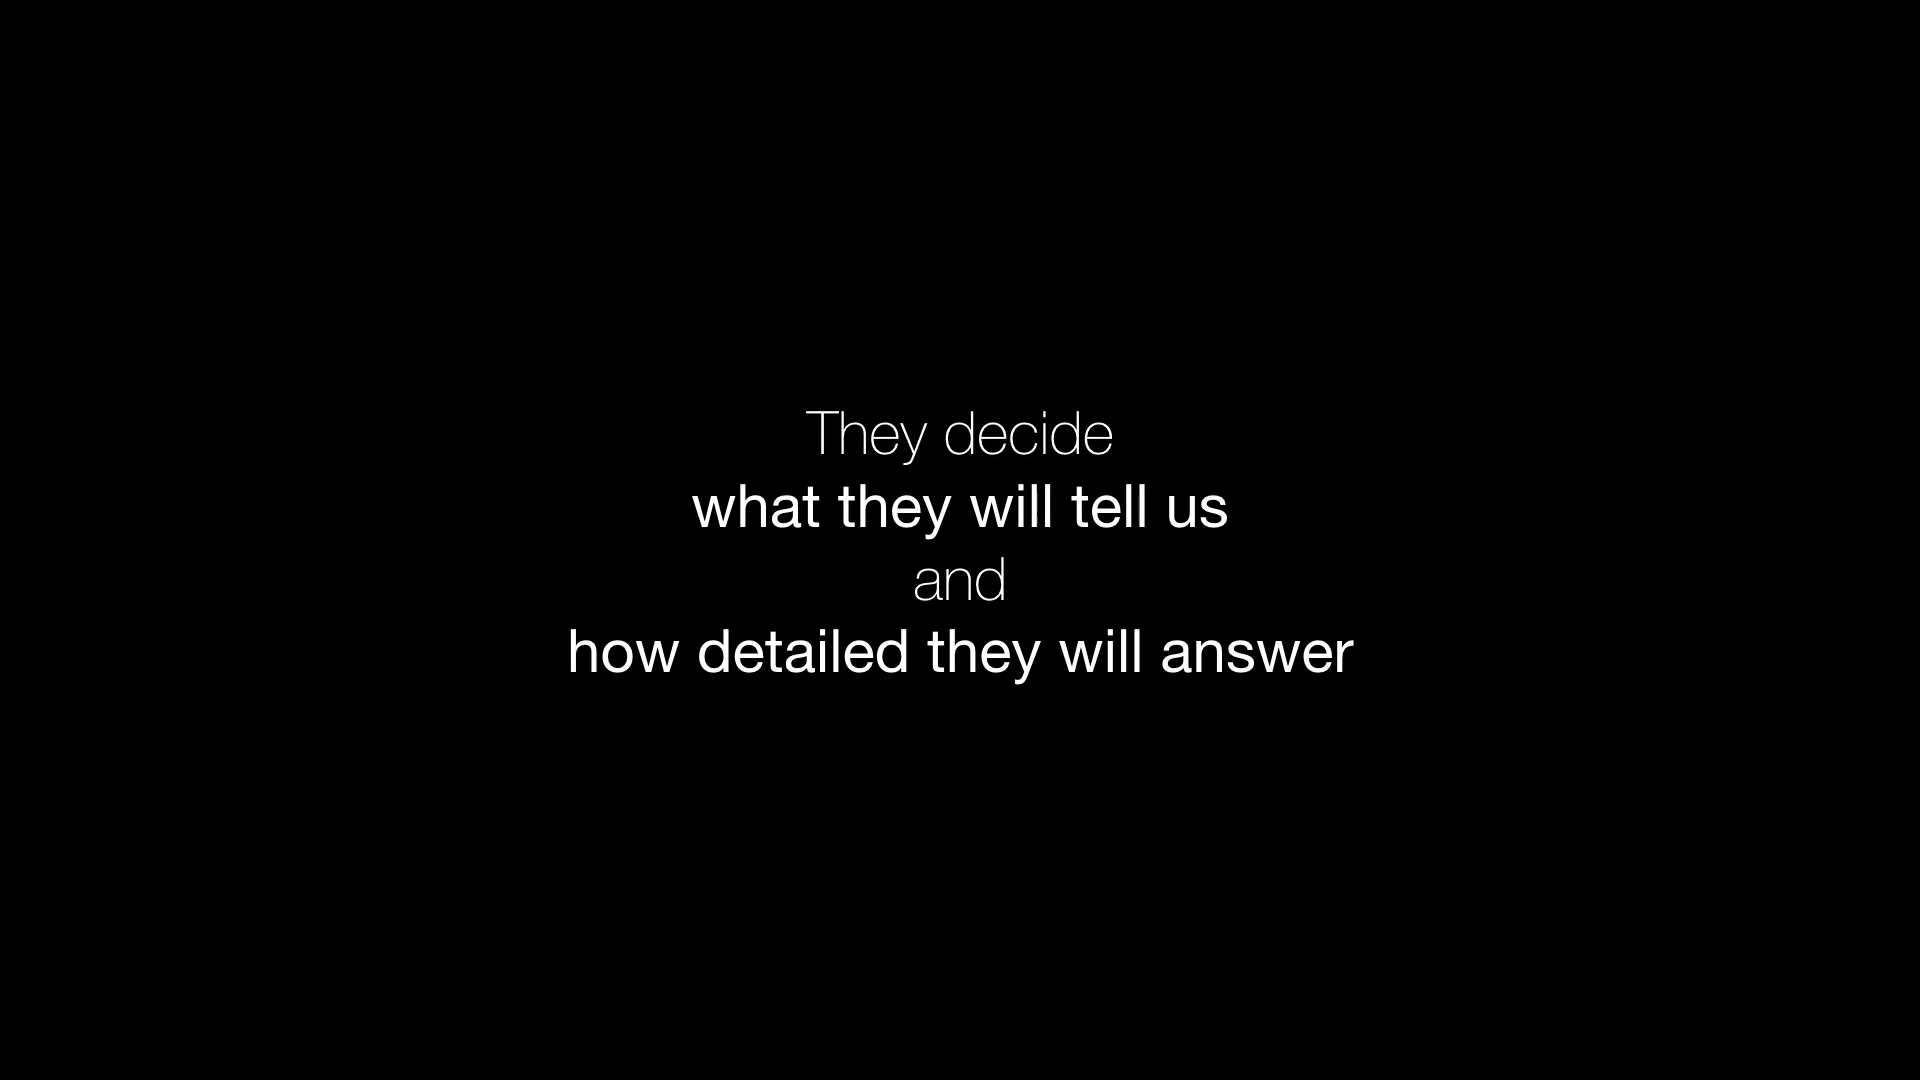 They decide
what they will tell us
and
how detailed they will answer